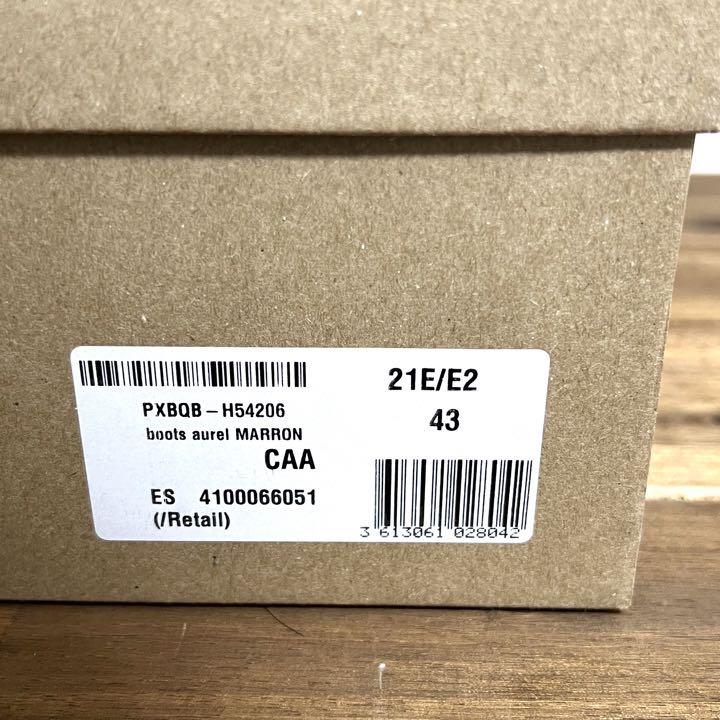 PXBQB – H54206
boots aurel MARRON
CAA
ES 4100066051
(/Retail)
21E/E2
43
3 613061 028042